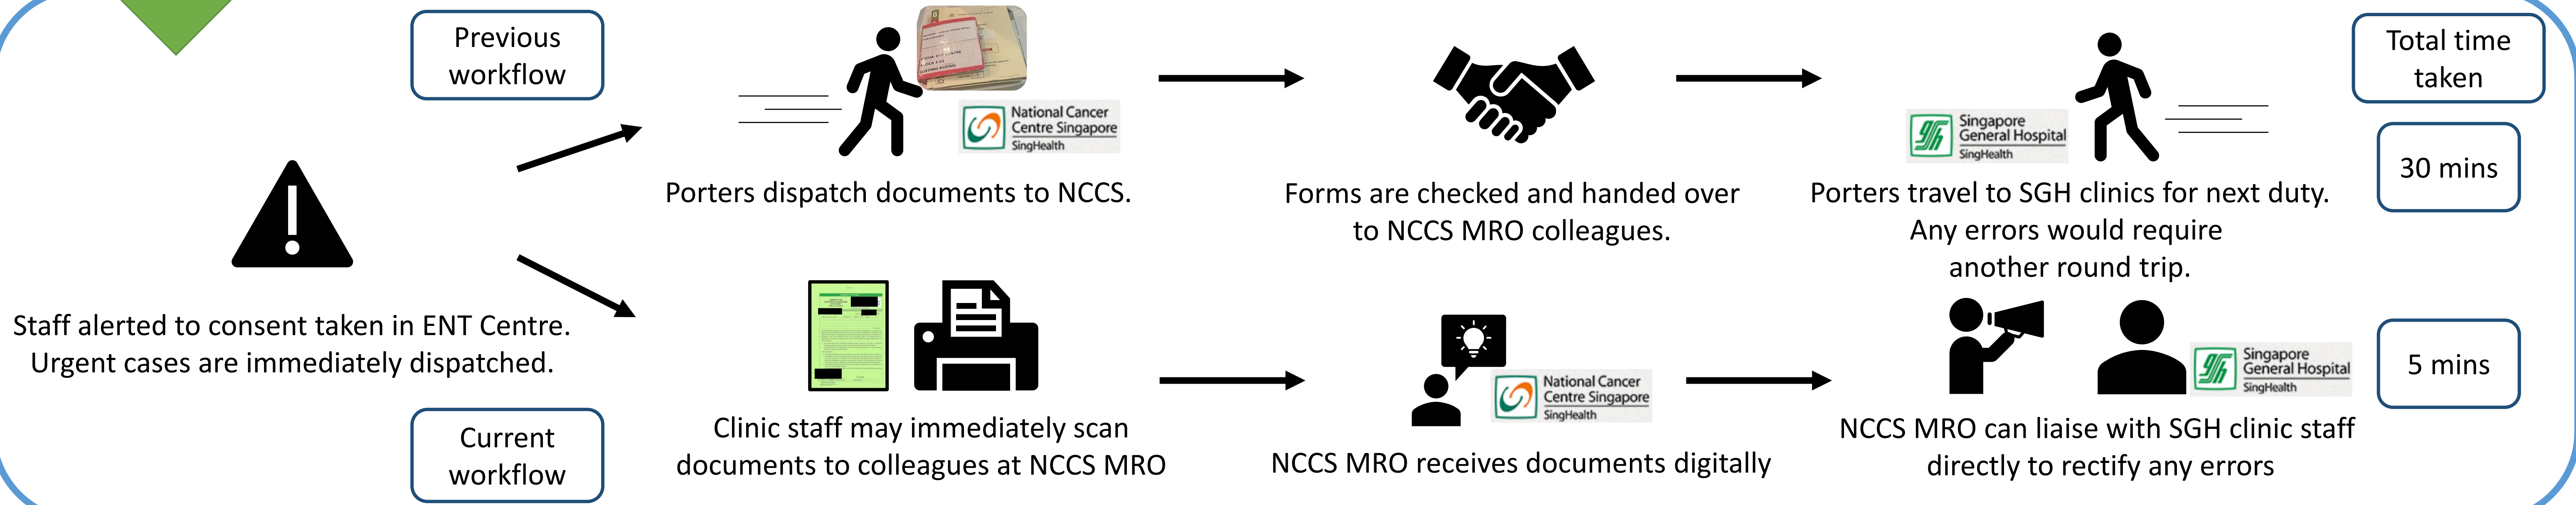 Previous
workflow
National Cancer
Centre Singapore
SingHealth
Porters dispatch documents to NCCS.
Forms are checked and handed over
to NCCS MRO colleagues.
Singapore
General Hospital
SingHealth
Porters travel to SGH clinics for next duty.
Any errors would require
another round trip.
Total time
taken
30 mins
Staff alerted to consent taken in ENT Centre.
Urgent cases are immediately dispatched.
Current
workflow
Clinic staff may immediately scan
documents to colleagues at NCCS MRO
National Cancer
Centre Singapore
SingHealth
NCCS MRO receives documents digitally
Singapore
General Hospital
SingHealth
NCCS MRO can liaise with SGH clinic staff
directly to rectify any errors
5 mins